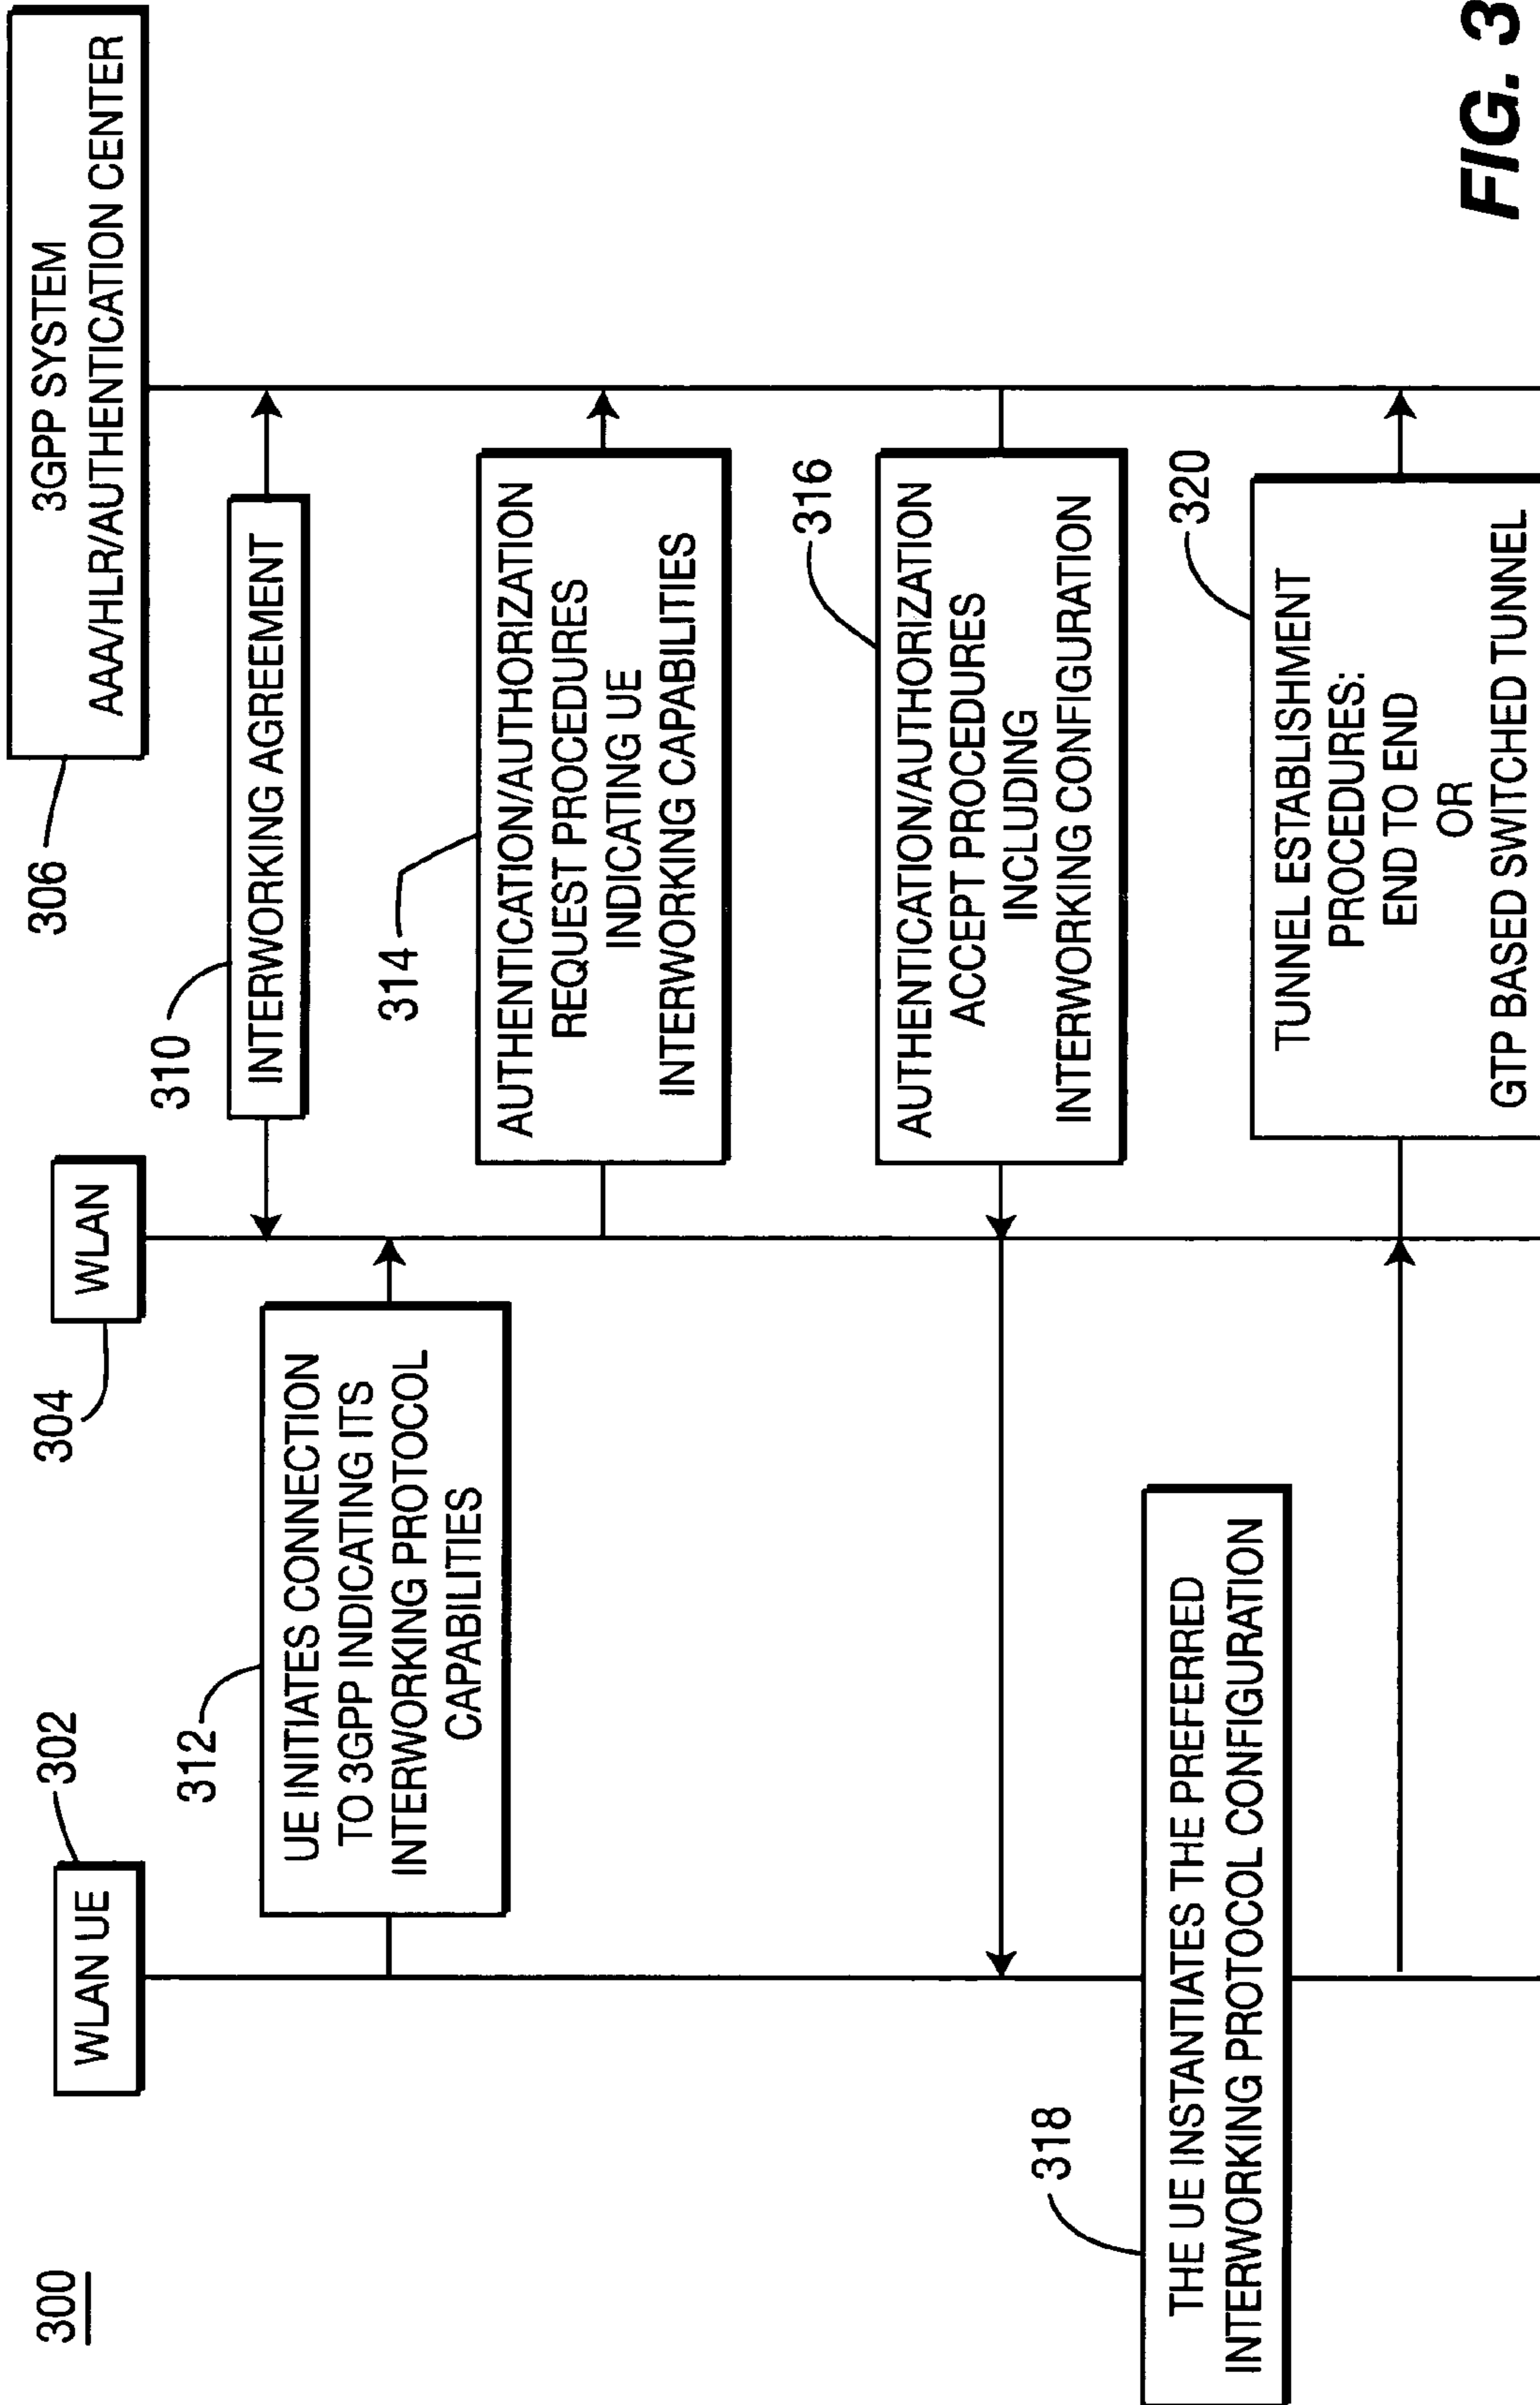 300
302
WLAN UE
304
WLAN
306
3GPP SYSTEM
AAA/HLR/AUTHENTICATION CENTER
310
INTERWORKING AGREEMENT
312
UE INITIATES CONNECTION
TO 3GPP INDICATING ITS
INTERWORKING PROTOCOL
CAPABILITIES
314
AUTHENTICATION/AUTHORIZATION
REQUEST PROCEDURES
INDICATING UE
INTERWORKING CAPABILITIES
316
AUTHENTICATION/AUTHORIZATION
ACCEPT PROCEDURES
INCLUDING
INTERWORKING CONFIGURATION
318
THE UE INSTANTIATES THE PREFERRED
INTERWORKING PROTOCOL CONFIGURATION
320
TUNNEL ESTABLISHMENT
PROCEDURES:
END TO END
OR
GTP BASED SWITCHED TUNNEL
FIG. 3